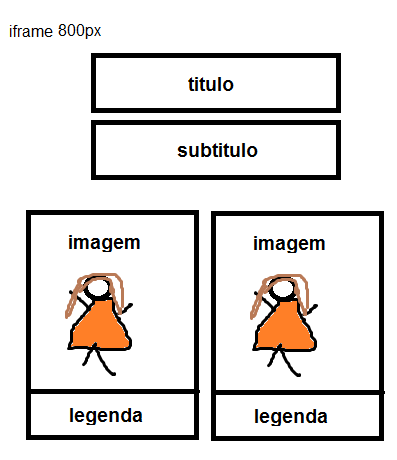 iframe 800px
titulo
subtitulo
imagem
imagem
legenda
legenda